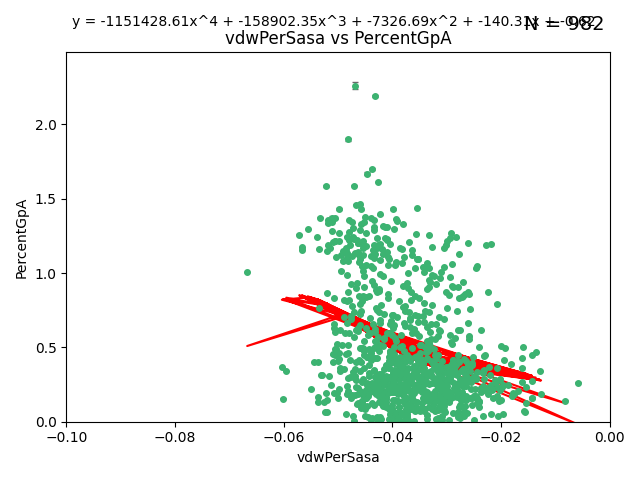 y = -1151428.61x^4 + -158902.35x^3 + -7326.69x^2 + -140.31x + -0.62
N = 982
vdwPerSasa vs PercentGpA
PercentGpA
2.0
1.5
1.0
0.5
0.0
−0.10 −0.08 −0.06 −0.04 −0.02 0.00
vdwPerSasa